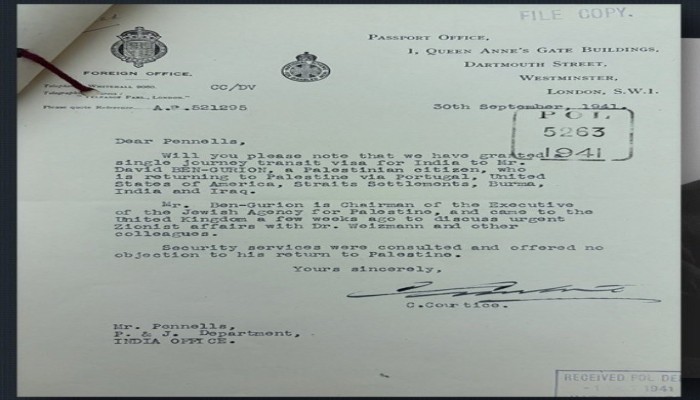 FILE COPY.
PASSPORT OFFICE,
1, QUEEN ANNE'S GATE BUILDINGS,
DARTMOUTH STREET,
WESTMINSTER,
LONDON, S.W.1.
FOREIGN OFFICE.
CC/DV
A.P. 521295
30th September, 1941.
POL
5263
1941
Dear Pennells,
Will you please note that we have granted a
single journey transit visa for India to Mr.
David BEN-GURION, a Palestinian citizen, who
is returning to Palestine via Portugal, United
States of America, Straits Settlements, Burma,
India and Iraq.
Mr. Ben-Gurion is Chairman of the Executive
of the Jewish Agency for Palestine, and came to the
United Kingdom a few weeks ago to discuss urgent
Zionist affairs with Dr. Weizmann and other
colleagues.
Security services were consulted and offered no
objection to his return to Palestine.
Yours sincerely,
C.Courtice.
Mr. Pennells,
P. & J. Department,
INDIA OFFICE.
RECEIVED POL. DE
1941